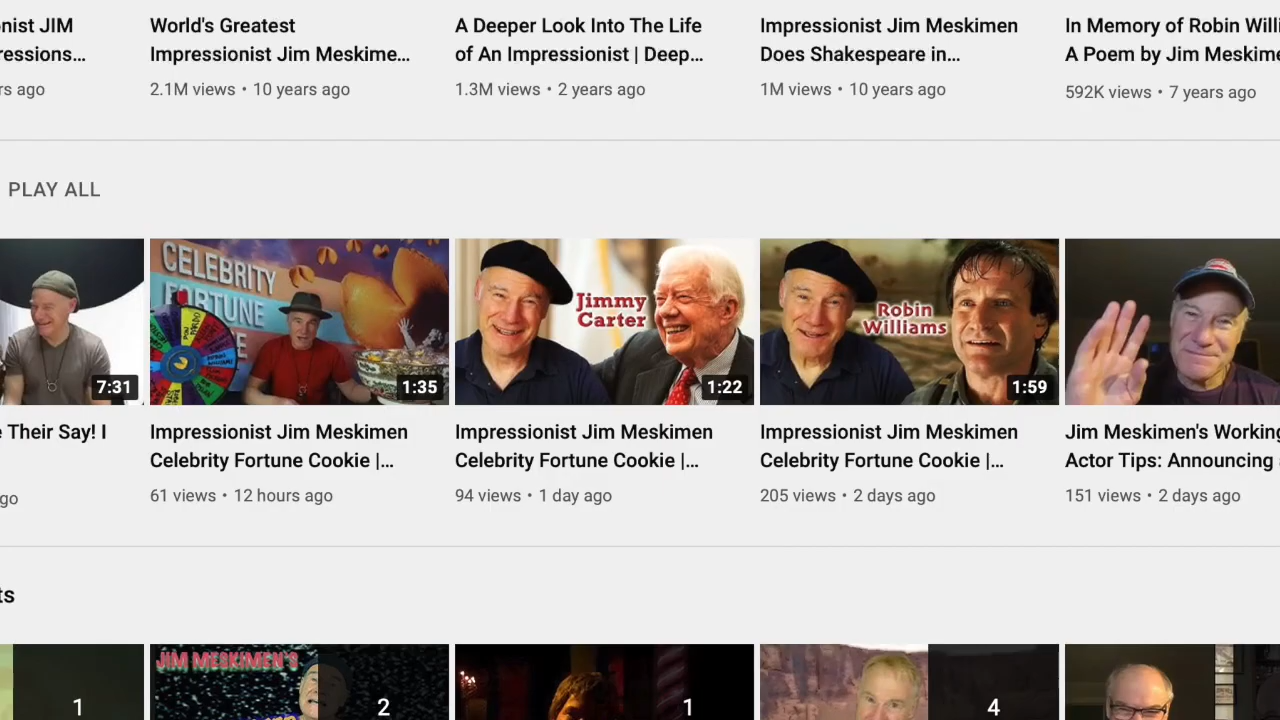 nist JIM
ressions...
rs ago
World's Greatest
Impressionist Jim Meskime...
2.1M views • 10 years ago
A Deeper Look Into The Life
of An Impressionist | Deep...
1.3M views • 2 years ago
Impressionist Jim Meskimen
Does Shakespeare in...
1M views • 10 years ago
In Memory of Robin Willi
A Poem by Jim Meskime
592K views • 7 years ago
PLAY ALL
7:31
CELEBRITY
FORTUNE
1:35
Jimmy
Carter
1:22
Robin
Williams
1:59
Their Say! I
go
Impressionist Jim Meskimen
Celebrity Fortune Cookie |...
61 views • 12 hours ago
Impressionist Jim Meskimen
Celebrity Fortune Cookie |...
94 views • 1 day ago
Impressionist Jim Meskimen
Celebrity Fortune Cookie |...
205 views • 2 days ago
Jim Meskimen's Working
Actor Tips: Announcing
151 views • 2 days ago
ts
1
JIM MESKIMEN'S
2
1
4